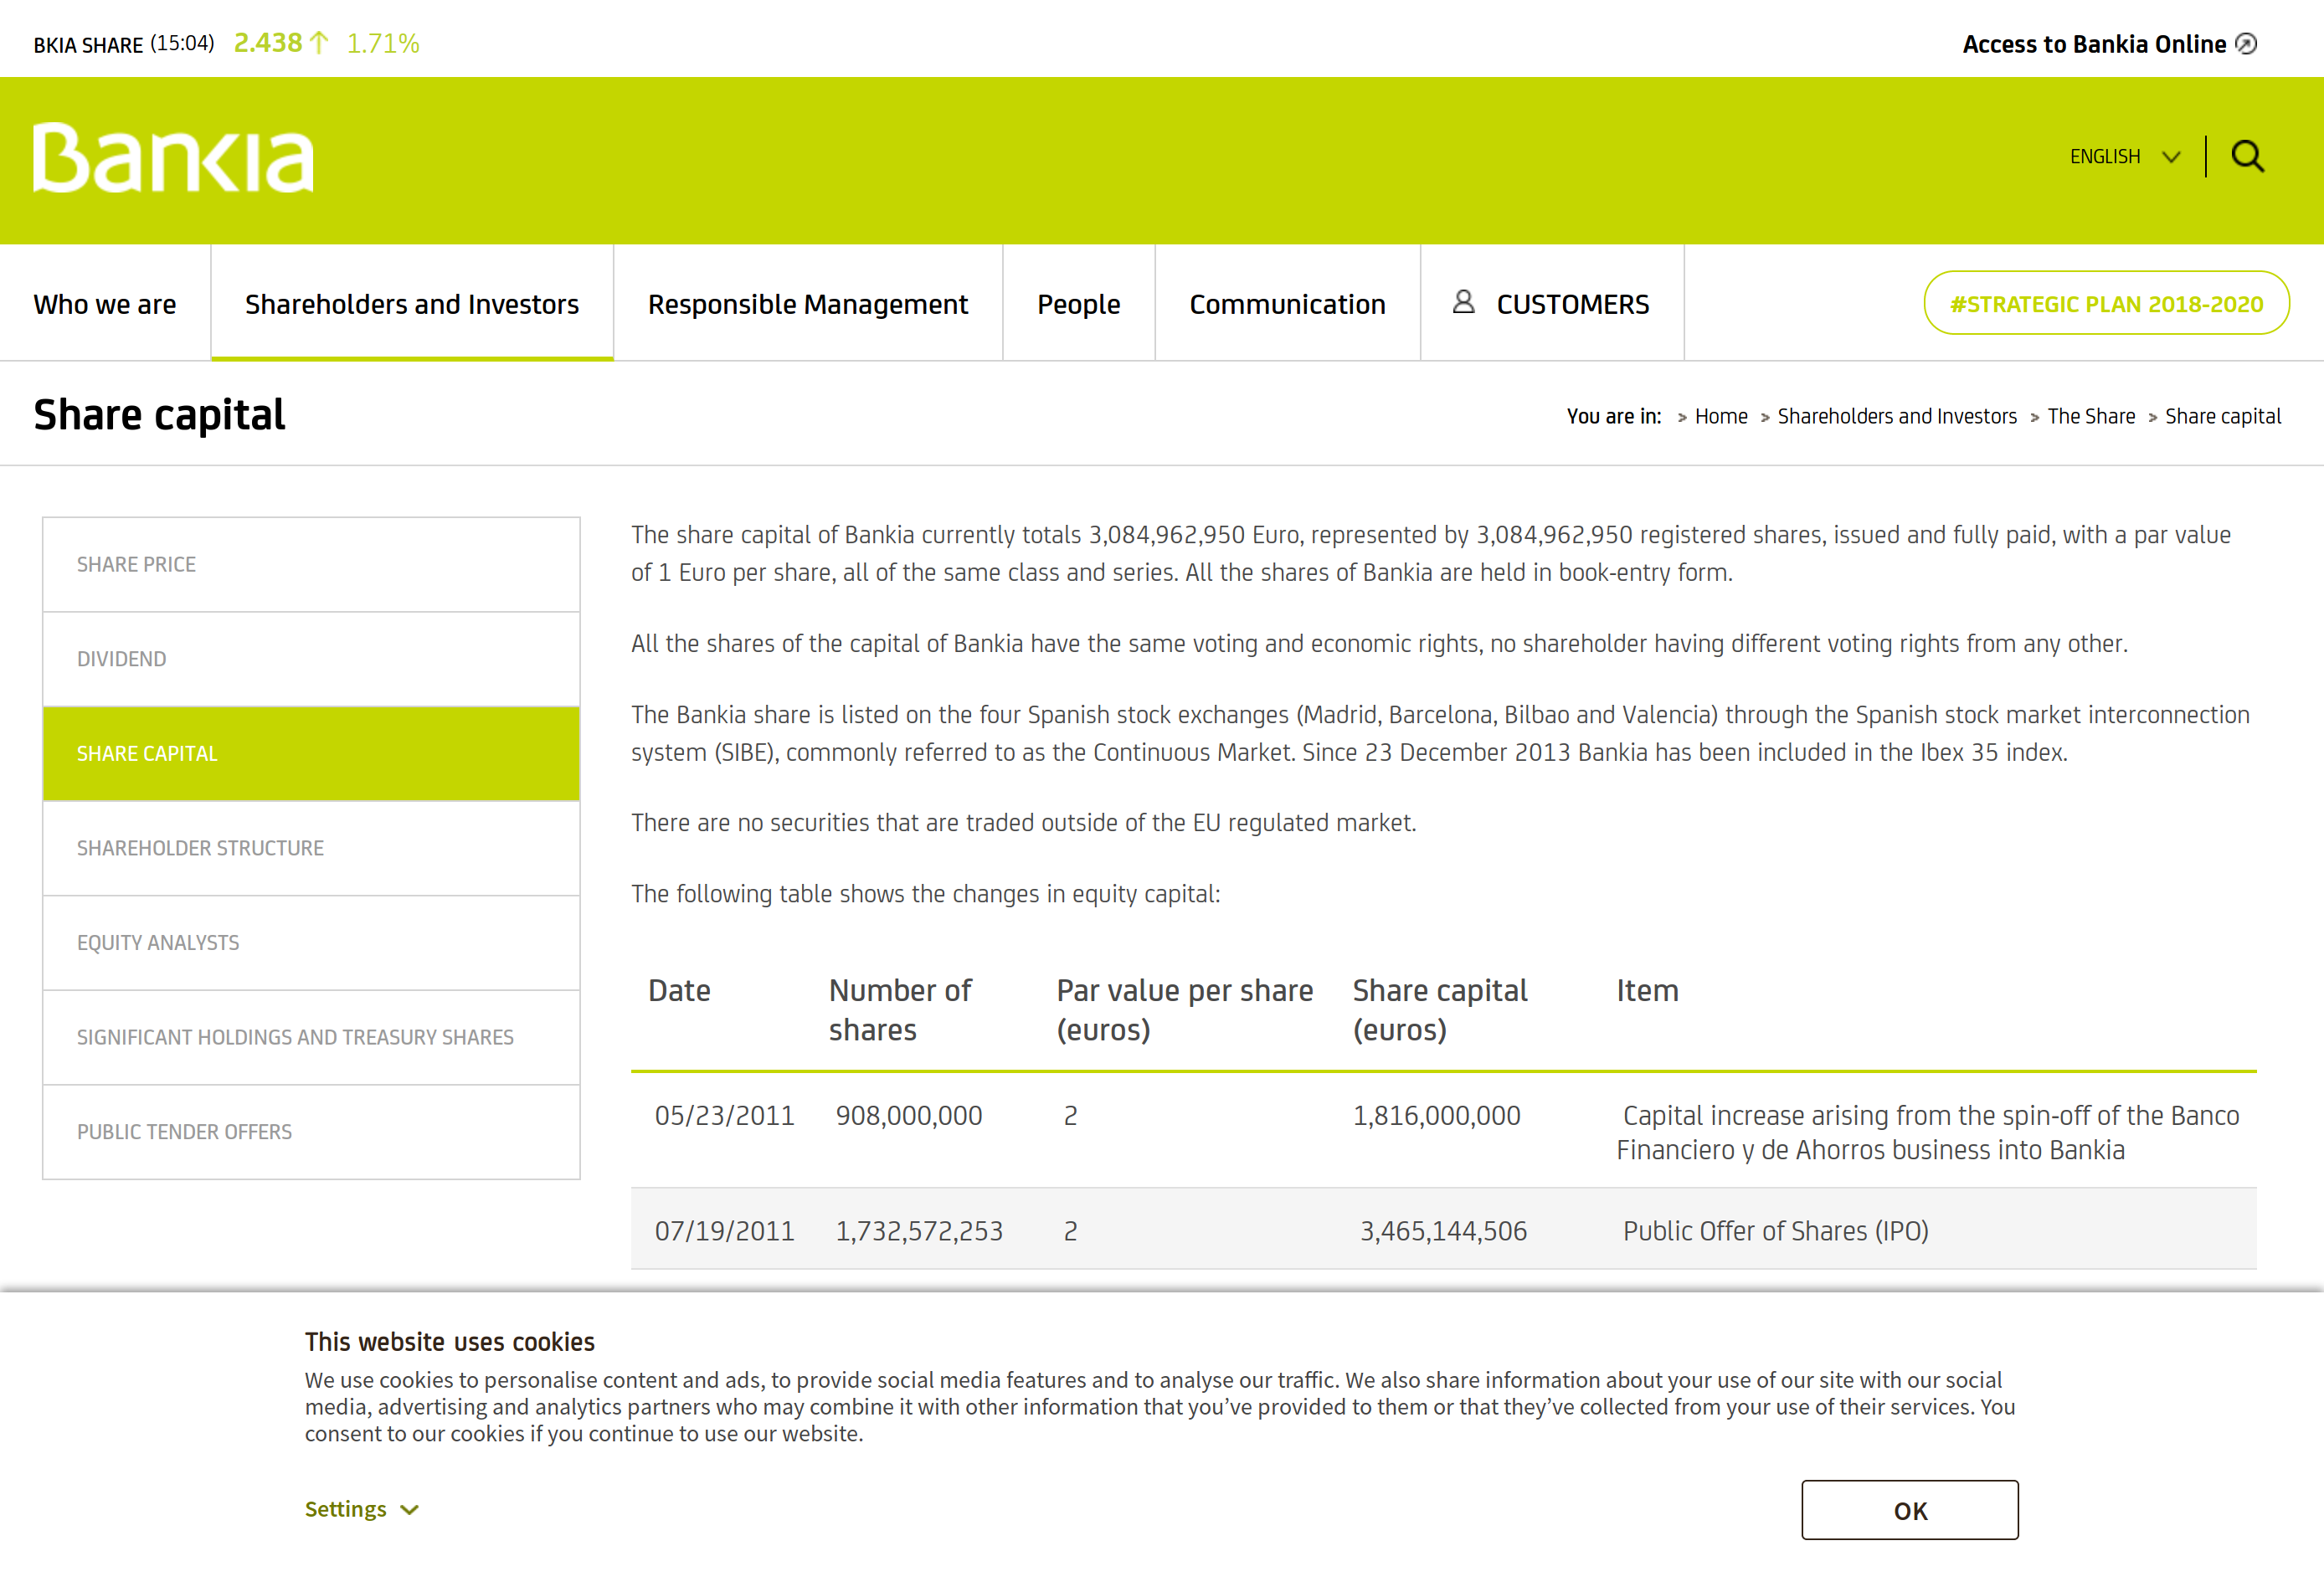 BKIA SHARE (15:04) 2.438 1.71%
Access to Bankia Online
Bankia
ENGLISH
Who we are
Shareholders and Investors
Responsible Management
People
Communication
CUSTOMERS
#STRATEGIC PLAN 2018-2020
Share capital
You are in: > Home > Shareholders and Investors > The Share > Share capital
SHARE PRICE
DIVIDEND
SHARE CAPITAL
SHAREHOLDER STRUCTURE
EQUITY ANALYSTS
SIGNIFICANT HOLDINGS AND TREASURY SHARES
PUBLIC TENDER OFFERS
The share capital of Bankia currently totals 3,084,962,950 Euro, represented by 3,084,962,950 registered shares, issued and fully paid, with a par value
of 1 Euro per share, all of the same class and series. All the shares of Bankia are held in book-entry form.
All the shares of the capital of Bankia have the same voting and economic rights, no shareholder having different voting rights from any other.
The Bankia share is listed on the four Spanish stock exchanges (Madrid, Barcelona, Bilbao and Valencia) through the Spanish stock market interconnection
system (SIBE), commonly referred to as the Continuous Market. Since 23 December 2013 Bankia has been included in the Ibex 35 index.
There are no securities that are traded outside of the EU regulated market.
The following table shows the changes in equity capital:
Date
Number of
shares
Par value per share
(euros)
Share capital
(euros)
Item
05/23/2011 908,000,000 2 1,816,000,000 Capital increase arising from the spin-off of the Banco
Financiero y de Ahorros business into Bankia
07/19/2011 1,732,572,253 2 3,465,144,506 Public Offer of Shares (IPO)
This website uses cookies
We use cookies to personalise content and ads, to provide social media features and to analyse our traffic. We also share information about your use of our site with our social
media, advertising and analytics partners who may combine it with other information that you've provided to them or that they've collected from your use of their services. You
consent to our cookies if you continue to use our website.
Settings
OK